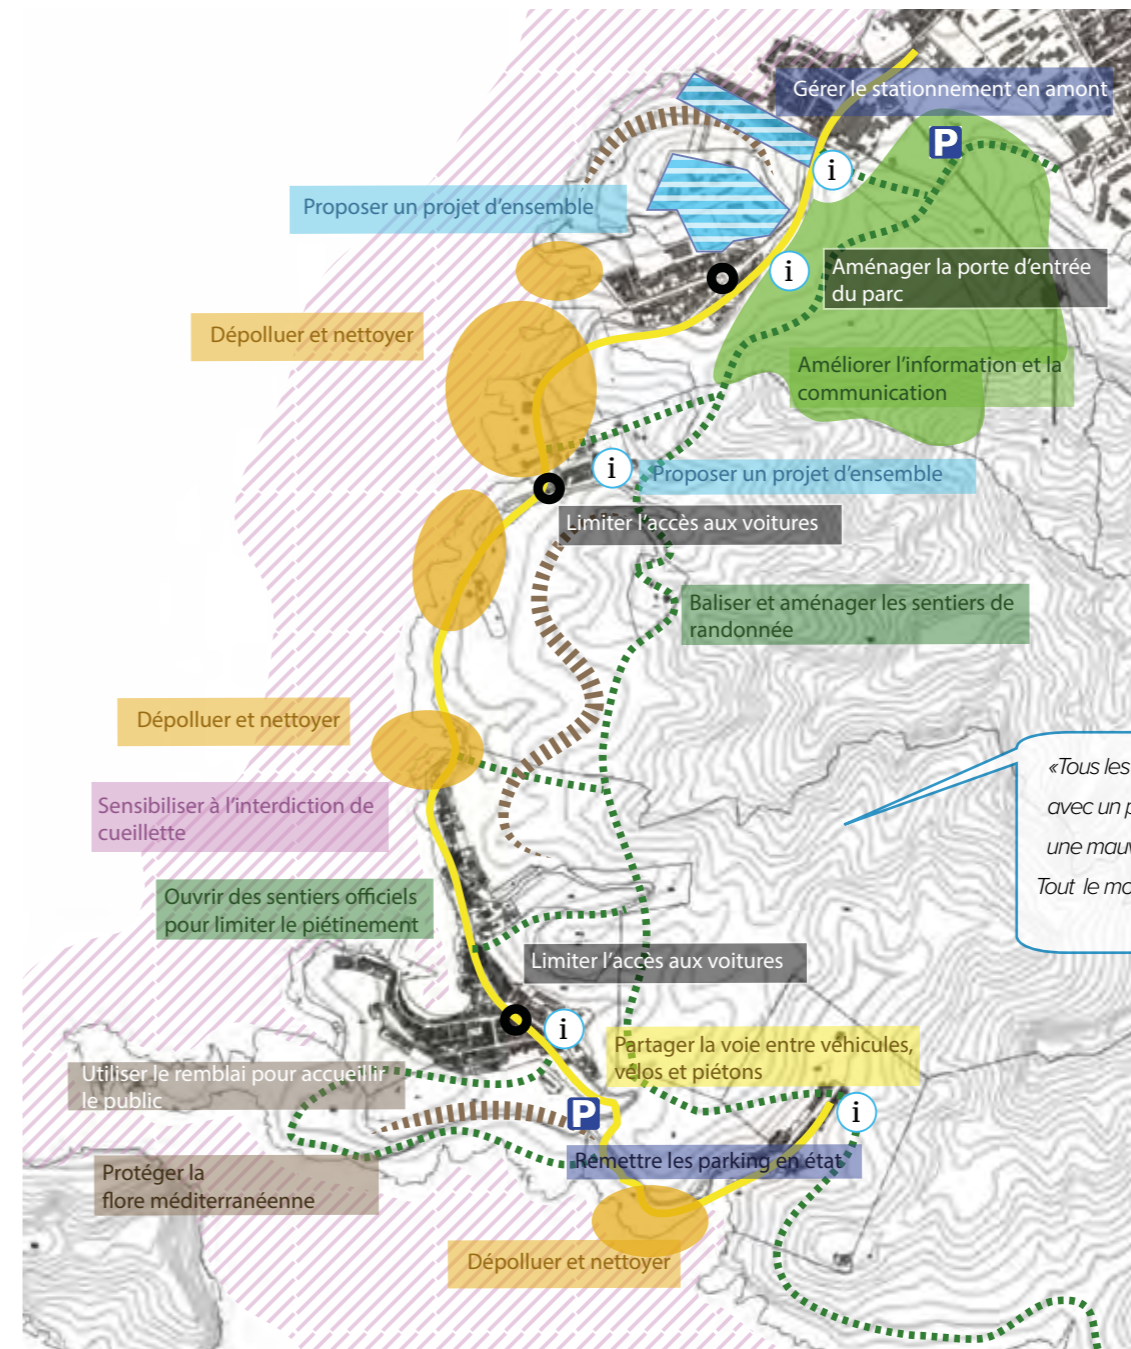 Gérer le stationnement en amont
P
i
Proposer un projet d'ensemble
i
Aménager la porte d'entrée
du parc
Dépolluer et nettoyer
Améliorer l'information et la
communication
i
Proposer un projet d'ensemble
Limiter l'accès aux voitures
Baliser et aménager les sentiers de
randonnée
Dépolluer et nettoyer
«Tous les
avec un
une
Tout le
Sensibiliser à l'interdiction de
cueillette
Ouvrir des sentiers officiels
pour limiter le piétinement
Limiter l'accès aux voitures
i
Partager la voie entre véhicules,
vélos et piétons
Utiliser le remblai pour accueillir
le public
P
i
Remettre les parking en état
Protéger la
flore méditerranéenne
Dépolluer et nettoyer